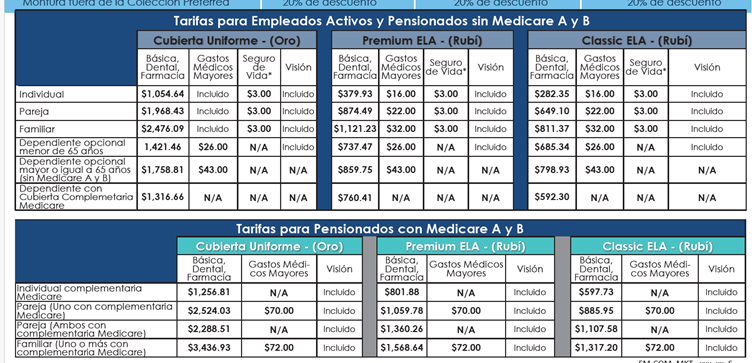 Montura fuera de la Colección Preferred 20% de descuento 20% de descuento 20% de descuento
Tarifas para Empleados Activos y Pensionados sin Medicare A y B
Cubierta Uniforme - (Oro) Premium ELA - (Rubí) Classic ELA - (Rubí)
Básica, Dental, Farmacia Gastos Médicos Mayores Seguro de Vida* Visión Básica, Dental, Farmacia Gastos Médicos Mayores Seguro de Vida* Visión Básica, Dental, Farmacia Gastos Médicos Mayores Seguro de Vida* Visión
Individual $1,054.64 Incluido $3.00 Incluido $379.93 $16.00 $3.00 Incluido $282.35 $16.00 $3.00 Incluido
Pareja $1,968.43 Incluido $3.00 Incluido $874.49 $22.00 $3.00 Incluido $649.10 $22.00 $3.00 Incluido
Familiar $2,476.09 Incluido $3.00 Incluido $1,121.23 $32.00 $3.00 Incluido $811.37 $32.00 $3.00 Incluido
Dependiente opcional
menor de 65 años 1,421.46 $26.00 N/A Incluido $737.47 $26.00 N/A Incluido $685.34 $26.00 N/A Incluido
Dependiente opcional
mayor o igual a 65 años
(sin Medicare A y B) $1,758.81 $43.00 N/A N/A $859.75 $43.00 N/A N/A $798.93 $43.00 N/A N/A
Dependiente con
Cubierta Complemetaria
Medicare $1,316.66 N/A N/A N/A $760.41 N/A N/A N/A $592.30 N/A N/A N/A
Tarifas para Pensionados con Medicare A y B
Cubierta Uniforme - (Oro) Premium ELA - (Rubí) Classic ELA - (Rubí)
Básica, Dental, Farmacia Gastos Médi-cos Mayores Visión Básica, Dental, Farmacia Gastos Médicos Mayores Visión Básica, Dental, Farmacia Gastos Médi-cos Mayores Visión
Individual complementaria
Medicare $1,256.81 N/A Incluido $801.88 N/A Incluido $597.73 N/A Incluido
Pareja (Uno con complementaria
Medicare) $2,524.03 $70.00 Incluido $1,059.78 $70.00 Incluido $885.95 $70.00 Incluido
Pareja (Ambos con
complementaria Medicare) $2,288.51 N/A Incluido $1,360.26 N/A Incluido $1,107.58 N/A Incluido
Familiar (Uno o más con
complementaria Medicare) $3,436.93 $72.00 Incluido $1,568.64 $72.00 Incluido $1,317.20 $72.00 Incluido